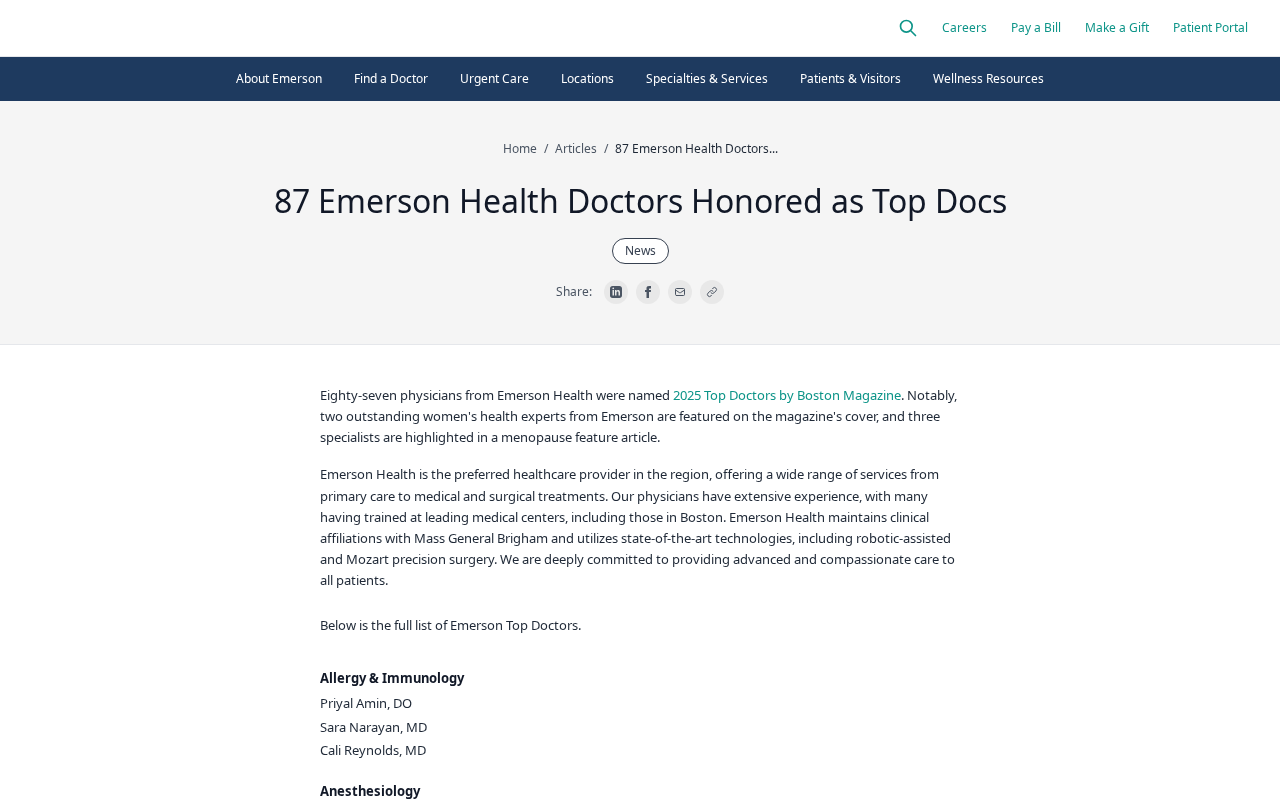 Careers Pay a Bill Make a Gift Patient Portal
About Emerson Find a Doctor Urgent Care Locations Specialties & Services Patients & Visitors Wellness Resources
Home / Articles / 87 Emerson Health Doctors...
87 Emerson Health Doctors Honored as Top Docs
News
Share:
Eighty-seven physicians from Emerson Health were named 2025 Top Doctors by Boston Magazine. Notably,
two outstanding women's health experts from Emerson are featured on the magazine's cover, and three
specialists are highlighted in a menopause feature article.
Emerson Health is the preferred healthcare provider in the region, offering a wide range of services from
primary care to medical and surgical treatments. Our physicians have extensive experience, with many
having trained at leading medical centers, including those in Boston. Emerson Health maintains clinical
affiliations with Mass General Brigham and utilizes state-of-the-art technologies, including robotic-assisted
and Mozart precision surgery. We are deeply committed to providing advanced and compassionate care to
all patients.
Below is the full list of Emerson Top Doctors.
Allergy & Immunology
Priyal Amin, DO
Sara Narayan, MD
Cali Reynolds, MD
Anesthesiology